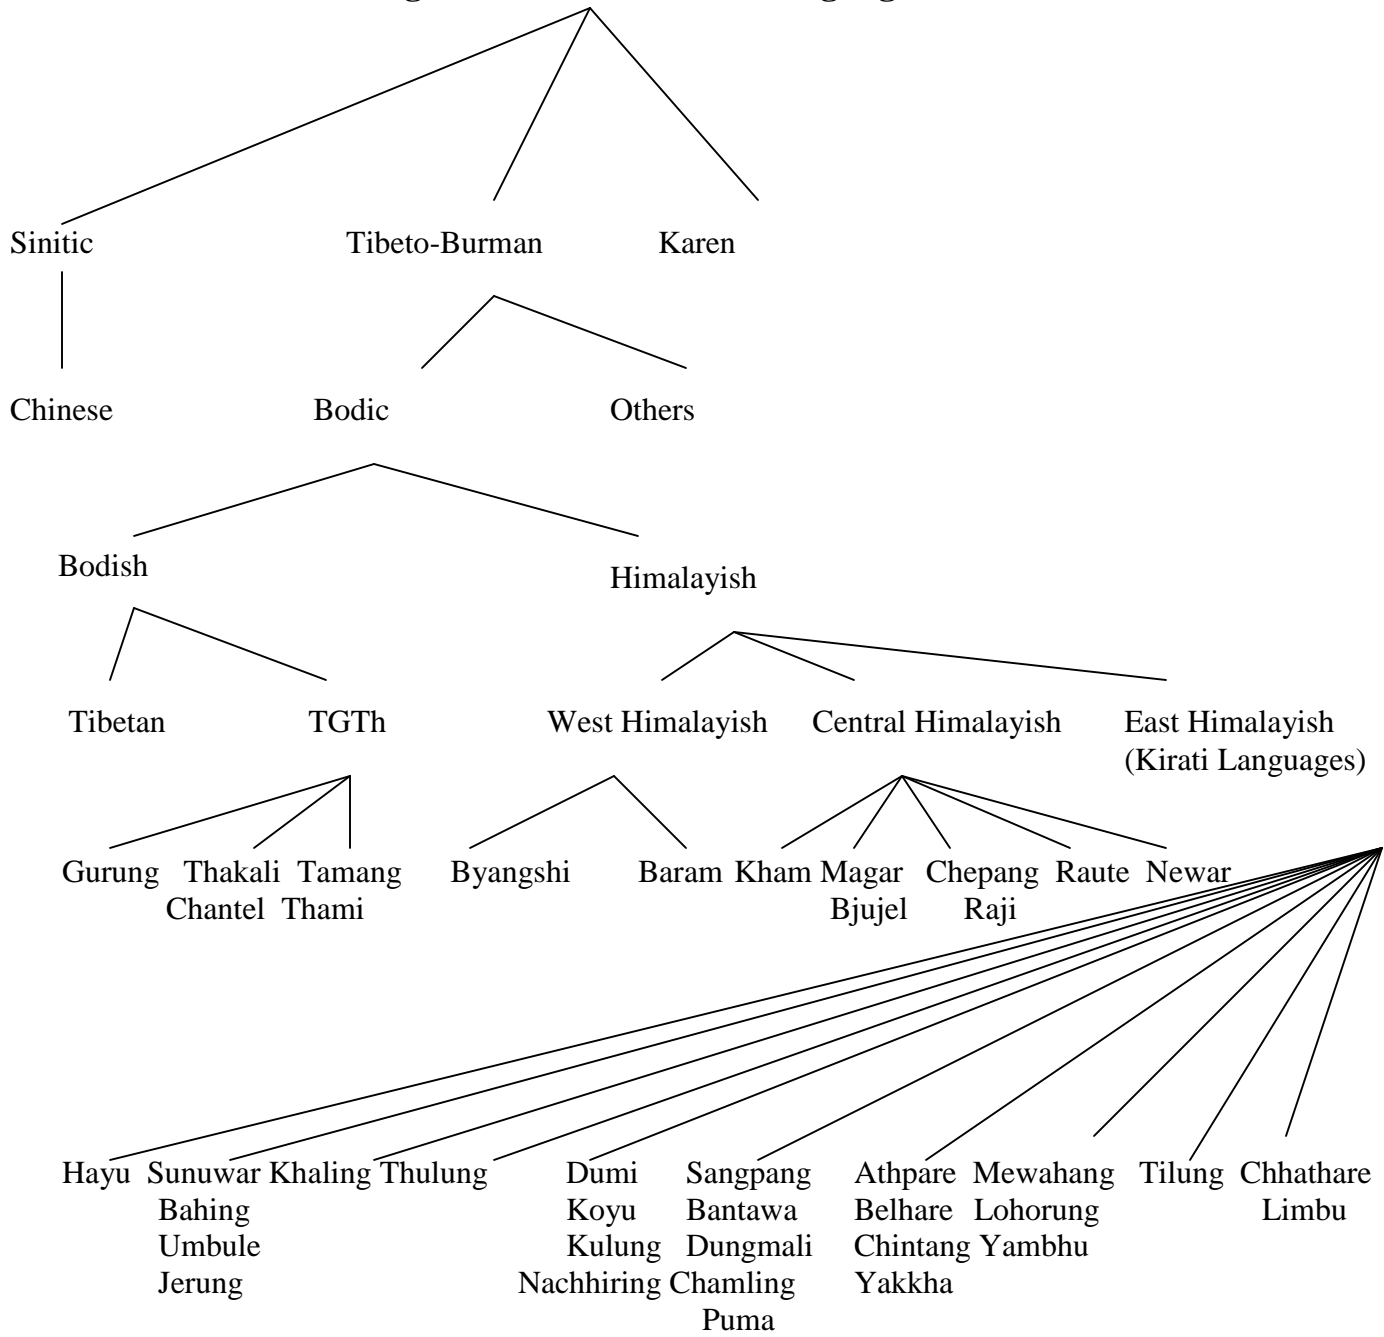 Sinitic Tibeto-Burman Karen
Chinese Bodic Others
Bodish Himalayish
Tibetan TGTh West Himalayish Central Himalayish East Himalayish
(Kirati Languages)
Gurung Thakali Tamang Byangshi Baram Kham Magar Chepang Raute Newar
Chantel Thami Bjujel Raji
Hayu Sunuwar Khaling Thulung Dumi Sangpang Athpare Mewahang Tilung Chhathare
Bahing Koyu Bantawa Belhare Lohorung Limbu
Umbule Kulung Dungmali Chintang Yambhu
Jerung Nachhiring Chamling Yakkha
Puma